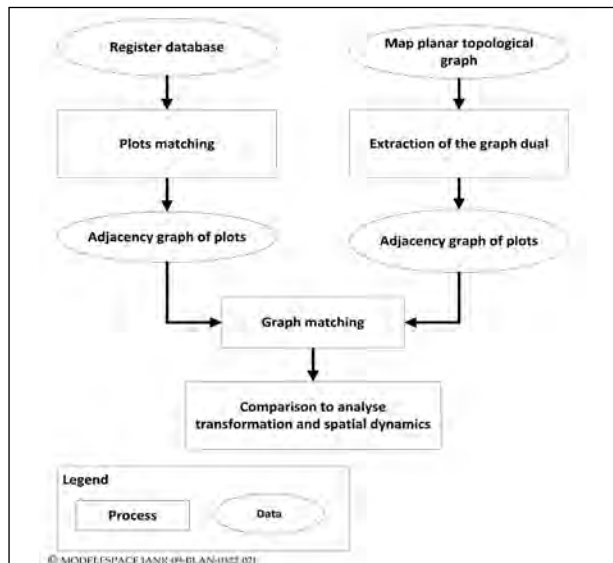 Register database
Map planar topological
graph
Plots matching
Extraction of the graph dual
Adjacency graph of plots
Adjacency graph of plots
Graph matching
Comparison to analyse
transformation and spatial dynamics
Legend
Process
Data
© MODELESPACE